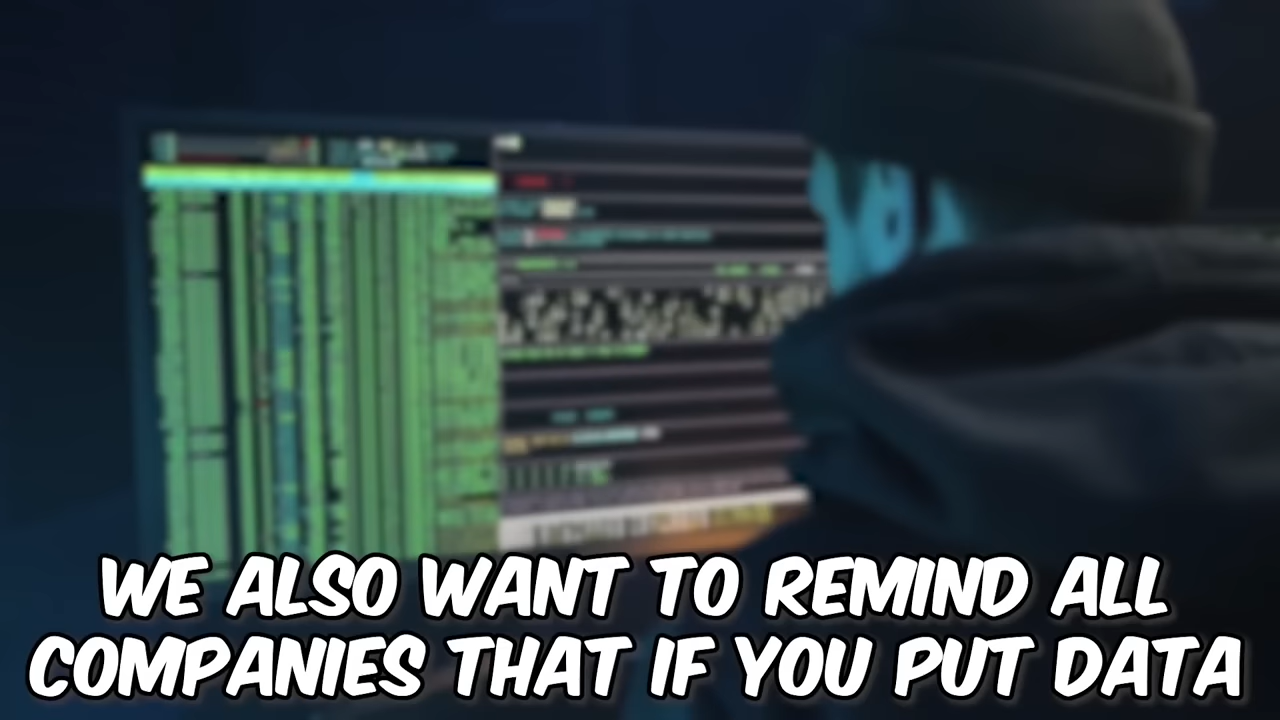 WE ALSO WANT TO REMIND ALL
COMPANIES THAT IF YOU PUT DATA